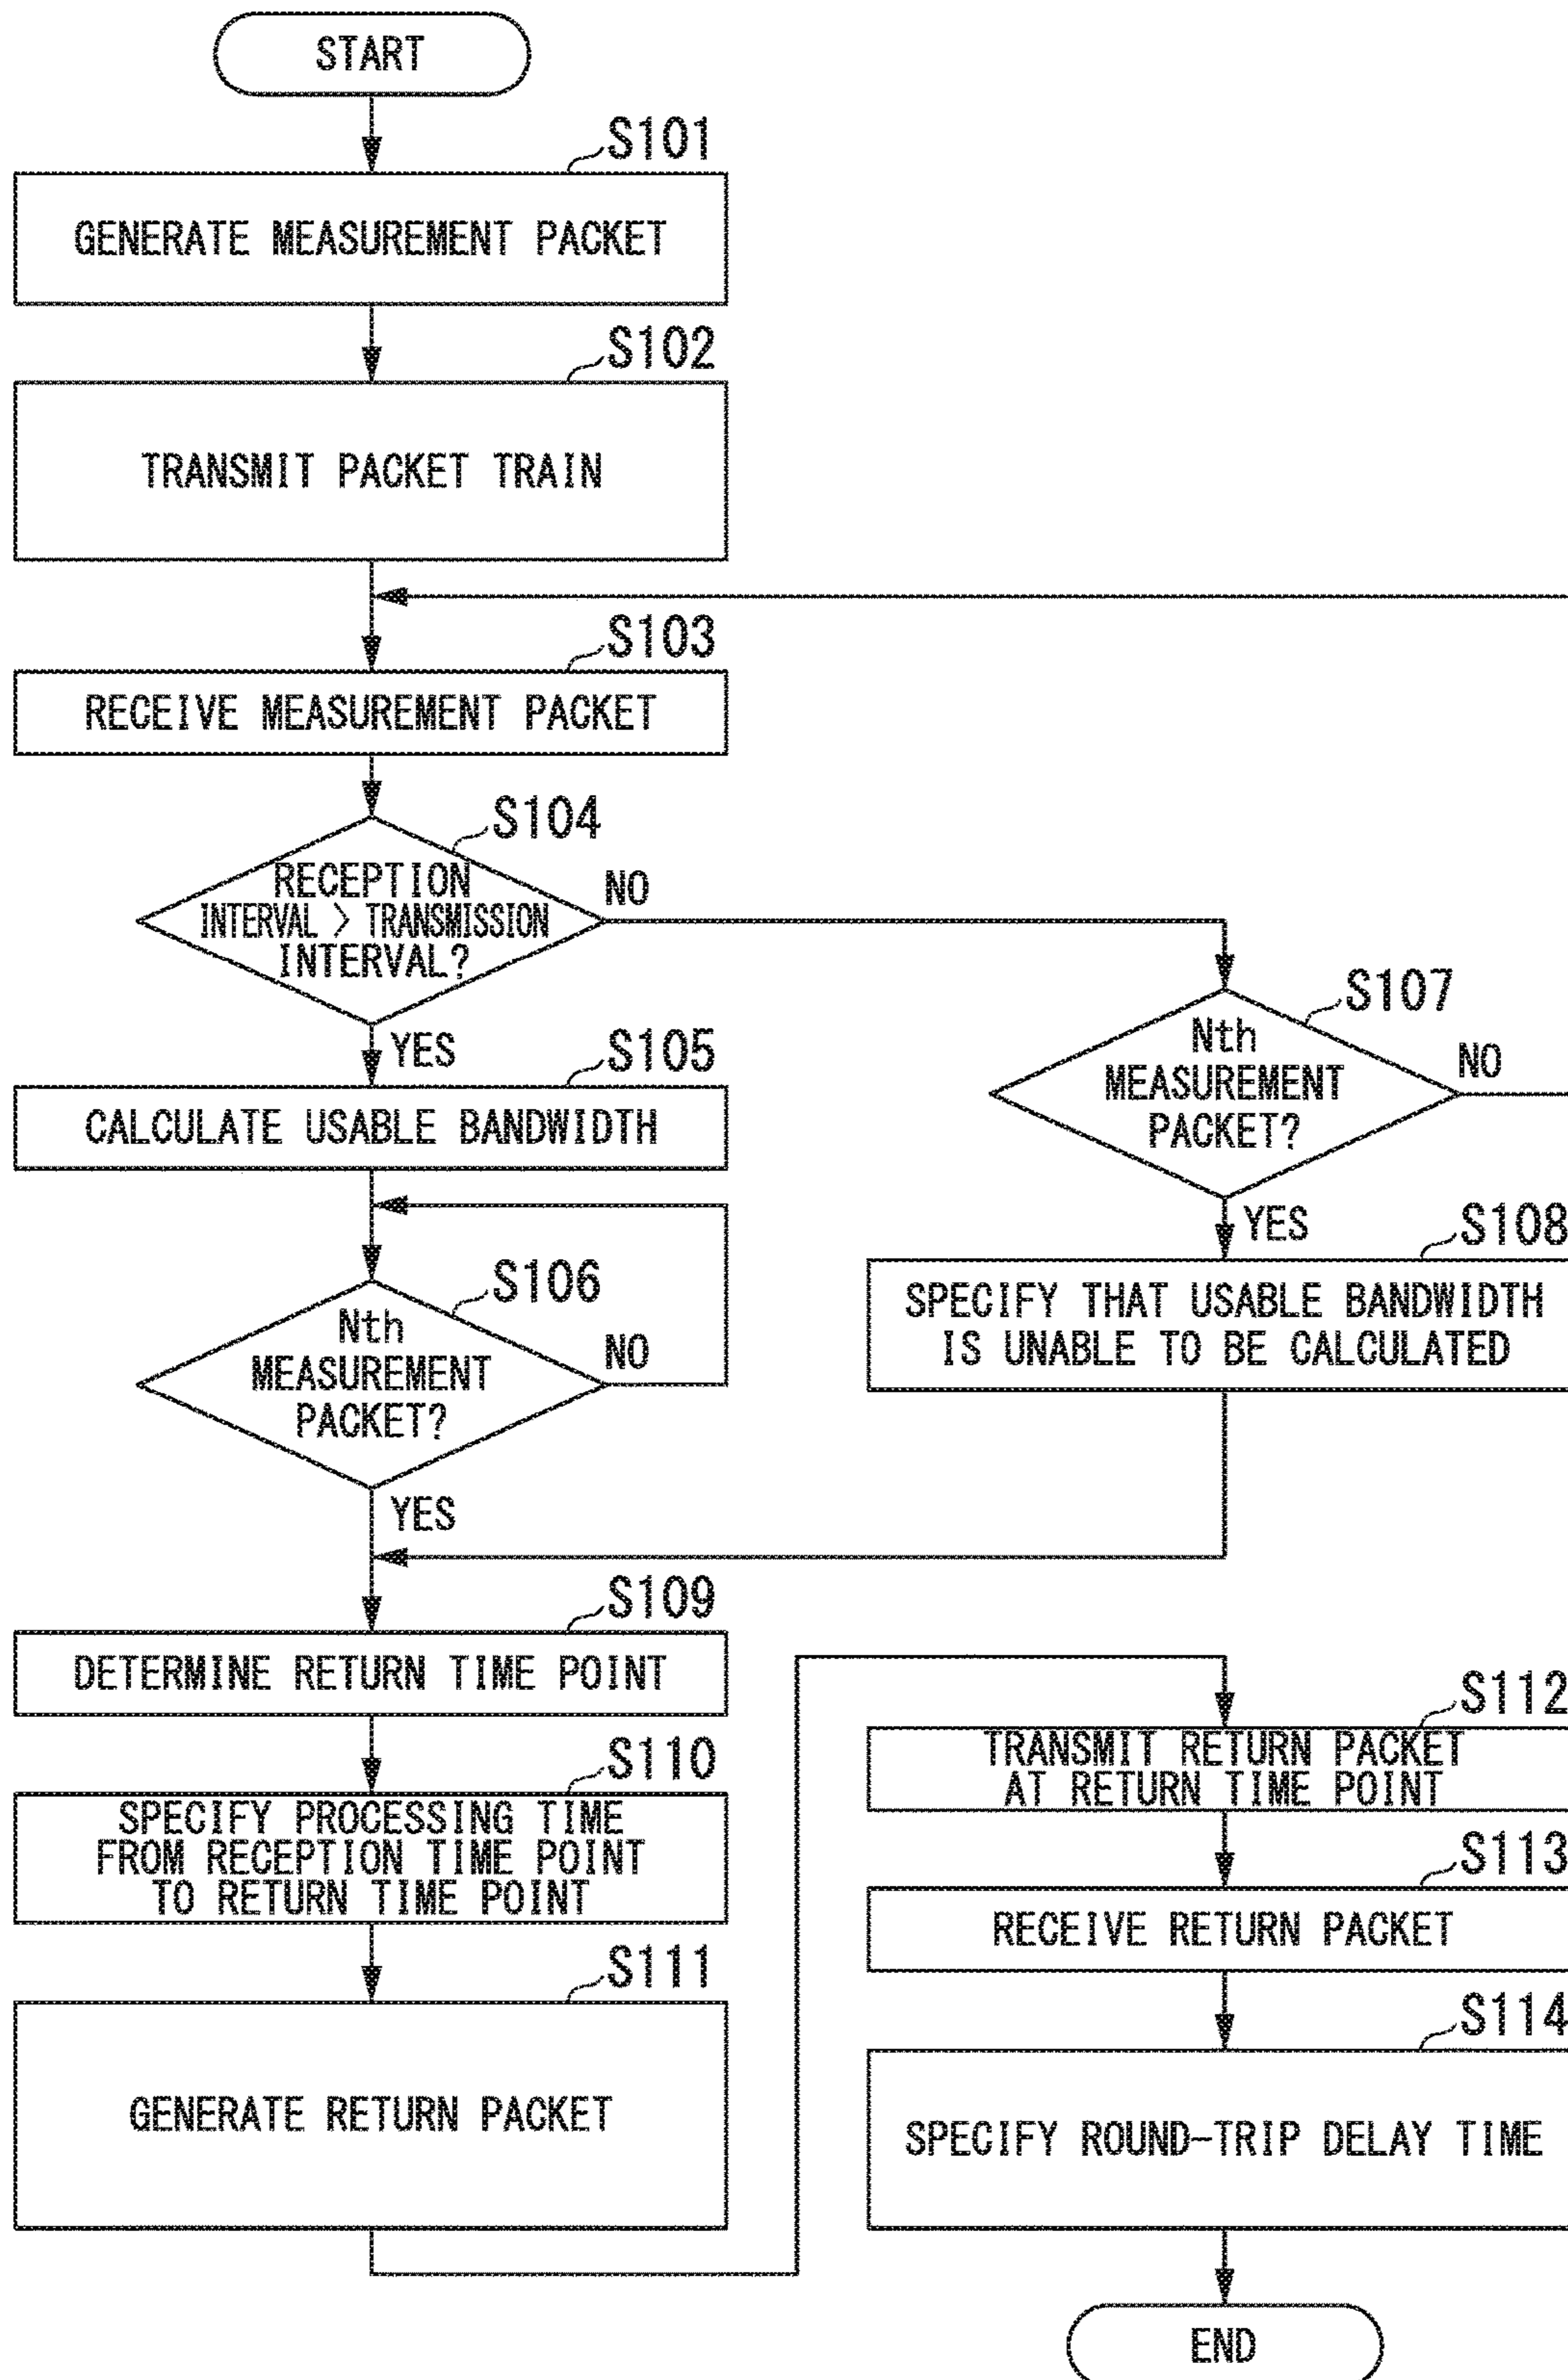 START
S101
GENERATE MEASUREMENT PACKET
S102
TRANSMIT PACKET TRAIN
S103
RECEIVE MEASUREMENT PACKET
S104
RECEPTION
INTERVAL > TRANSMISSION
INTERVAL?
NO
YES
S105
CALCULATE USABLE BANDWIDTH
S106
Nth
MEASUREMENT
PACKET?
NO
YES
S107
Nth
MEASUREMENT
PACKET?
NO
YES
S108
SPECIFY THAT USABLE BANDWIDTH
IS UNABLE TO BE CALCULATED
S109
DETERMINE RETURN TIME POINT
S110
SPECIFY PROCESSING TIME
FROM RECEPTION TIME POINT
TO RETURN TIME POINT
S111
GENERATE RETURN PACKET
S112
TRANSMIT RETURN PACKET
AT RETURN TIME POINT
S113
RECEIVE RETURN PACKET
S114
SPECIFY ROUND-TRIP DELAY TIME
END